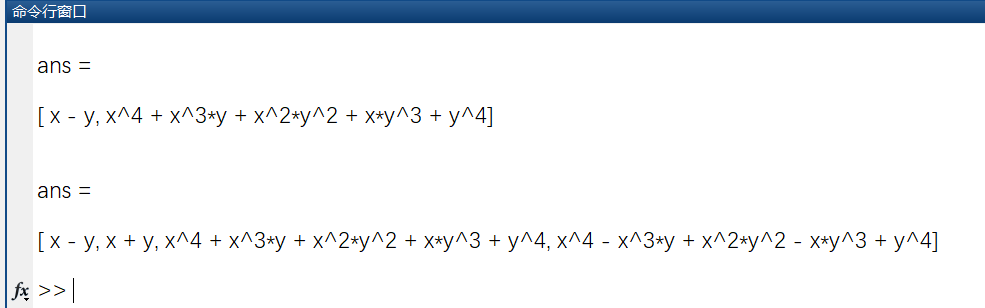 命令行窗口
ans =
[ x - y, x^4 + x^3*y + x^2*y^2 + x*y^3 + y^4]
ans =
[ x - y, x + y, x^4 + x^3*y + x^2*y^2 + x*y^3 + y^4, x^4 - x^3*y + x^2*y^2 - x*y^3 + y^4]
fx >>